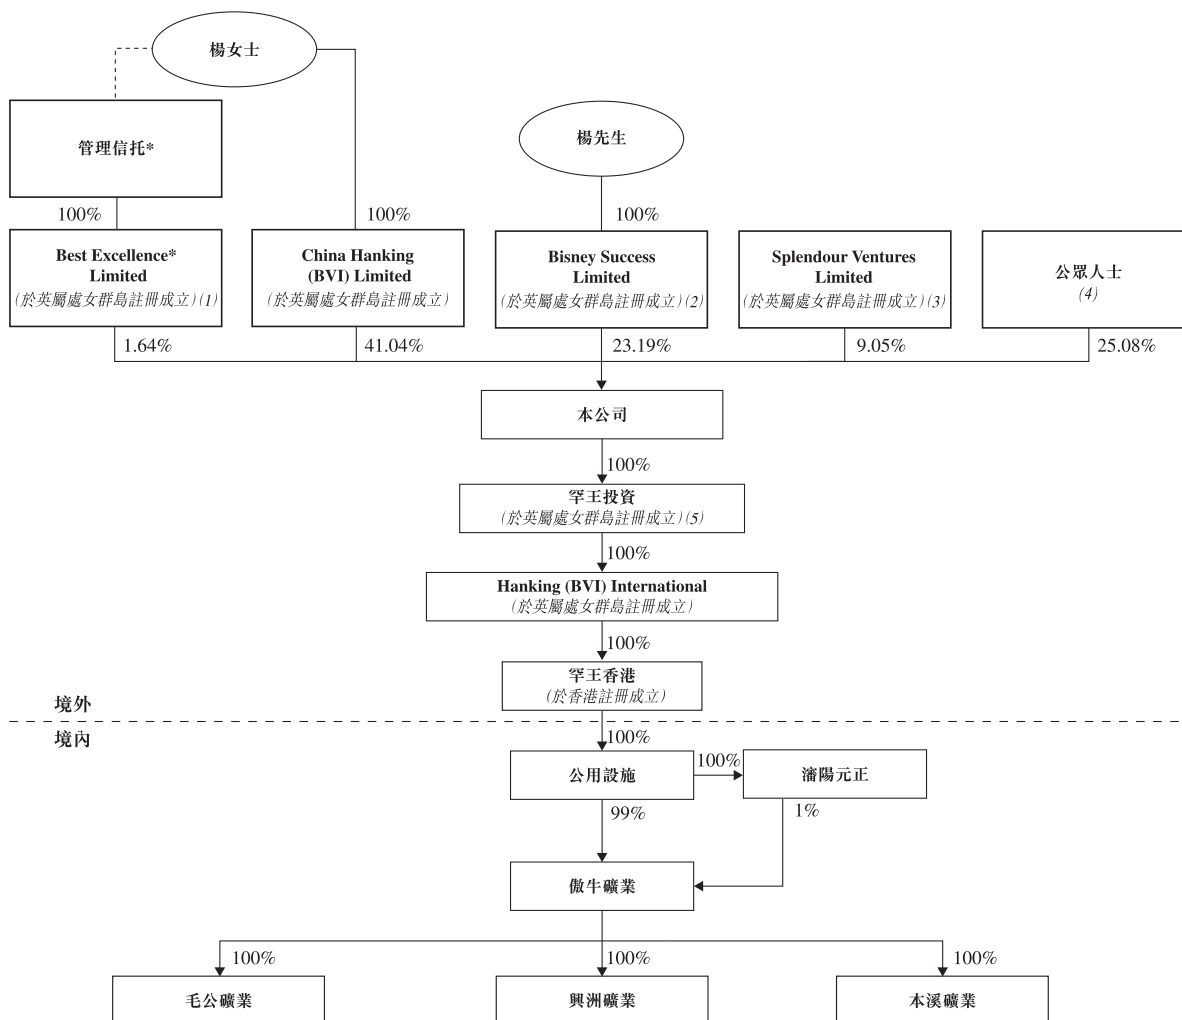 楊女士
管理信托*
楊先生
100%
100%
100%
Best Excellence*
Limited
(於英屬處女群島註冊成立)(1)
China Hanking
(BVI) Limited
(於英屬處女群島註冊成立)
Bisney Success
Limited
(於英屬處女群島註冊成立)(2)
Splendour Ventures
Limited
(於英屬處女群島註冊成立)(3)
公眾人士
(4)
1.64%
41.04%
23.19%
9.05%
25.08%
本公司
100%
罕王投資
(於英屬處女群島註冊成立)(5)
100%
Hanking (BVI) International
(於英屬處女群島註冊成立)
100%
罕王香港
(於香港註冊成立)
境外
境內
100%
公用設施
100%
瀋陽元正
99%
1%
傲牛礦業
100%
100%
100%
毛公礦業
興洲礦業
本溪礦業